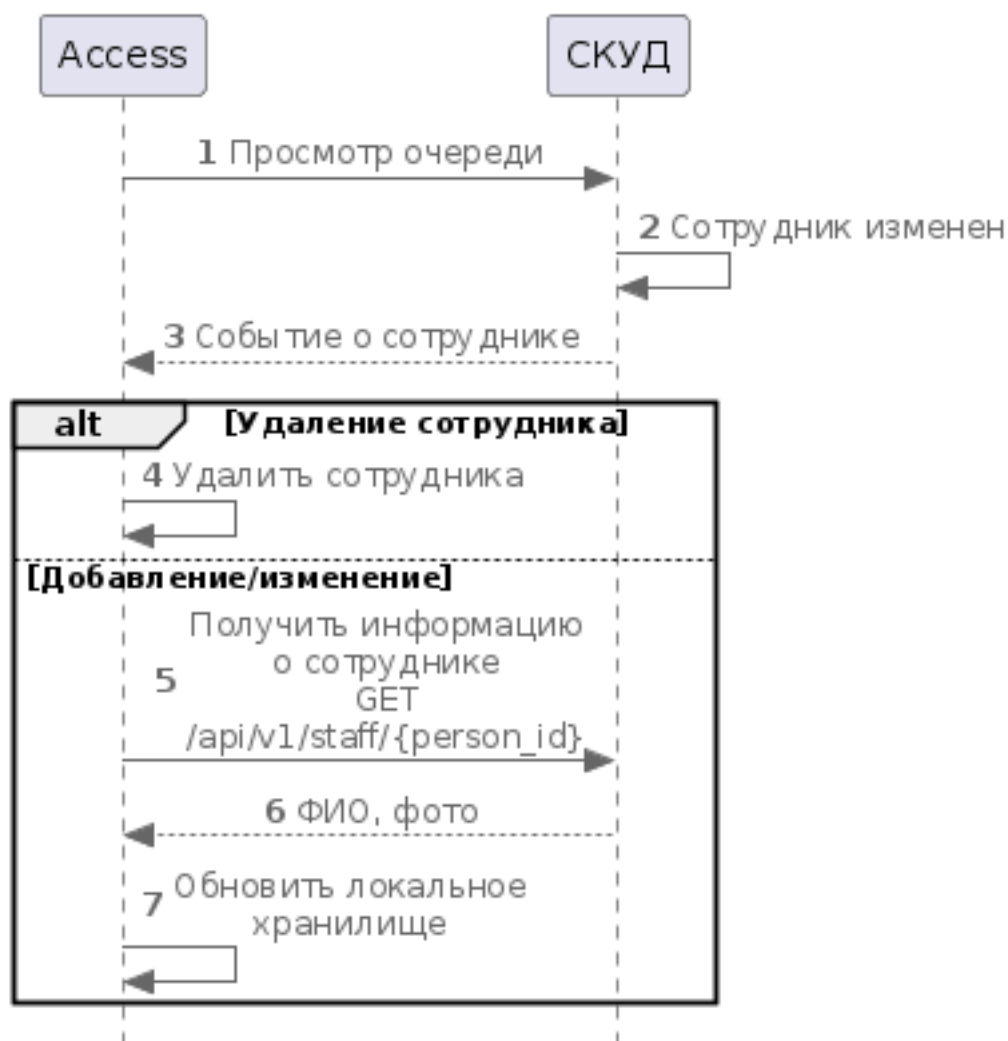 Access
СКУД
1 Просмотр очереди
2 Сотрудник изменен
3 Событие о сотруднике
alt [Удаление сотрудника]
4 Удалить сотрудника
[Добавление/изменение]
Получить информацию
о сотруднике
5
GET
/api/v1/staff/{person_id}
6 ФИО, фото
7 Обновить локальное
хранилище